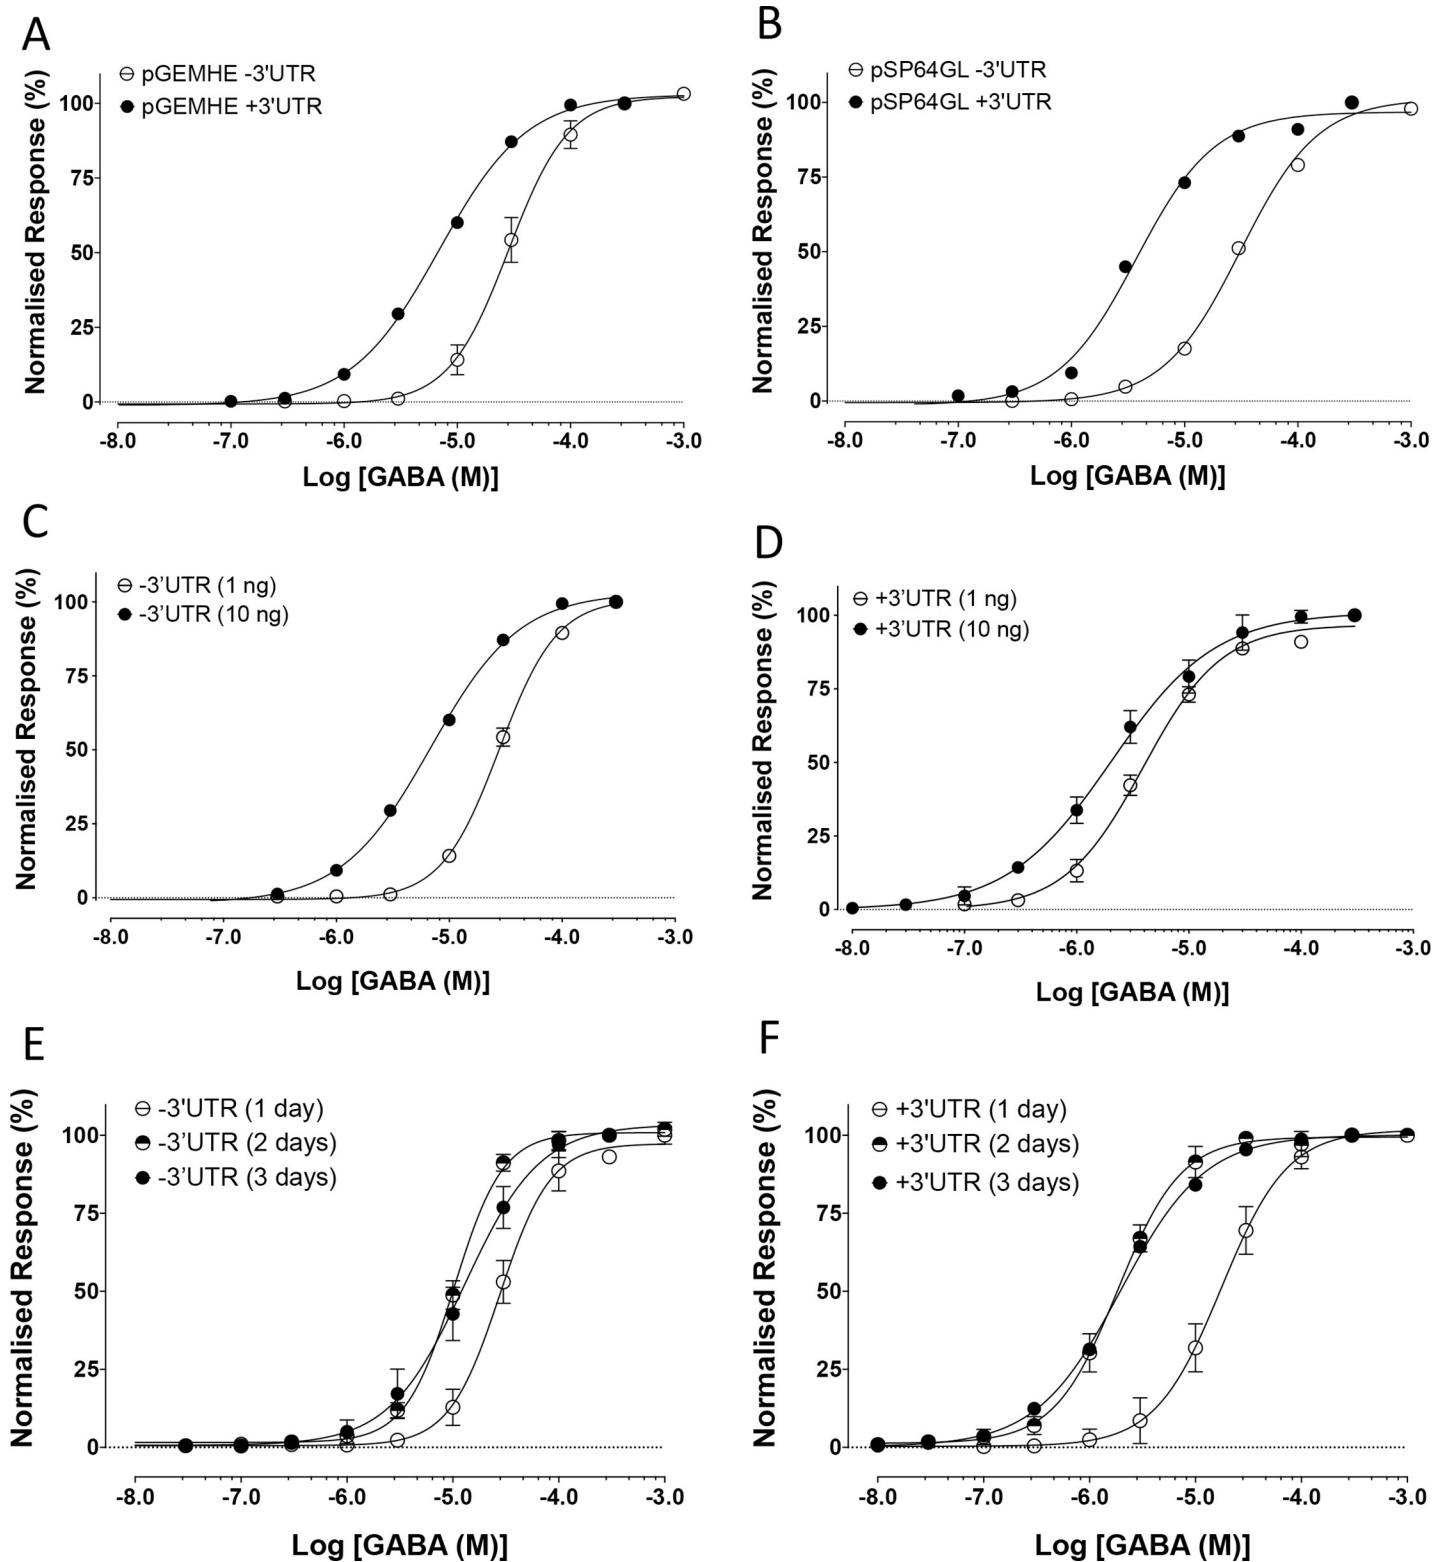 A
pGEMHE -3'UTR
pGEMHE +3'UTR
Normalised Response (%)
100
75
50
25
0
-8.0 -7.0 -6.0 -5.0 -4.0 -3.0
Log [GABA (M)]
B
pSP64GL -3'UTR
pSP64GL +3'UTR
Normalised Response (%)
100
75
50
25
0
-8.0 -7.0 -6.0 -5.0 -4.0 -3.0
Log [GABA (M)]
C
-3’UTR (1 ng)
-3’UTR (10 ng)
Normalised Response (%)
100
75
50
25
0
-8.0 -7.0 -6.0 -5.0 -4.0 -3.0
Log [GABA (M)]
D
+3’UTR (1 ng)
+3’UTR (10 ng)
Normalised Response (%)
100
75
50
25
0
-8.0 -7.0 -6.0 -5.0 -4.0 -3.0
Log [GABA (M)]
E
-3'UTR (1 day)
-3’UTR (2 days)
-3’UTR (3 days)
Normalised Response (%)
100
75
50
25
0
-8.0 -7.0 -6.0 -5.0 -4.0 -3.0
Log [GABA (M)]
F
+3'UTR (1 day)
+3'UTR (2 days)
+3'UTR (3 days)
Normalised Response (%)
100
75
50
25
0
-8.0 -7.0 -6.0 -5.0 -4.0 -3.0
Log [GABA (M)]